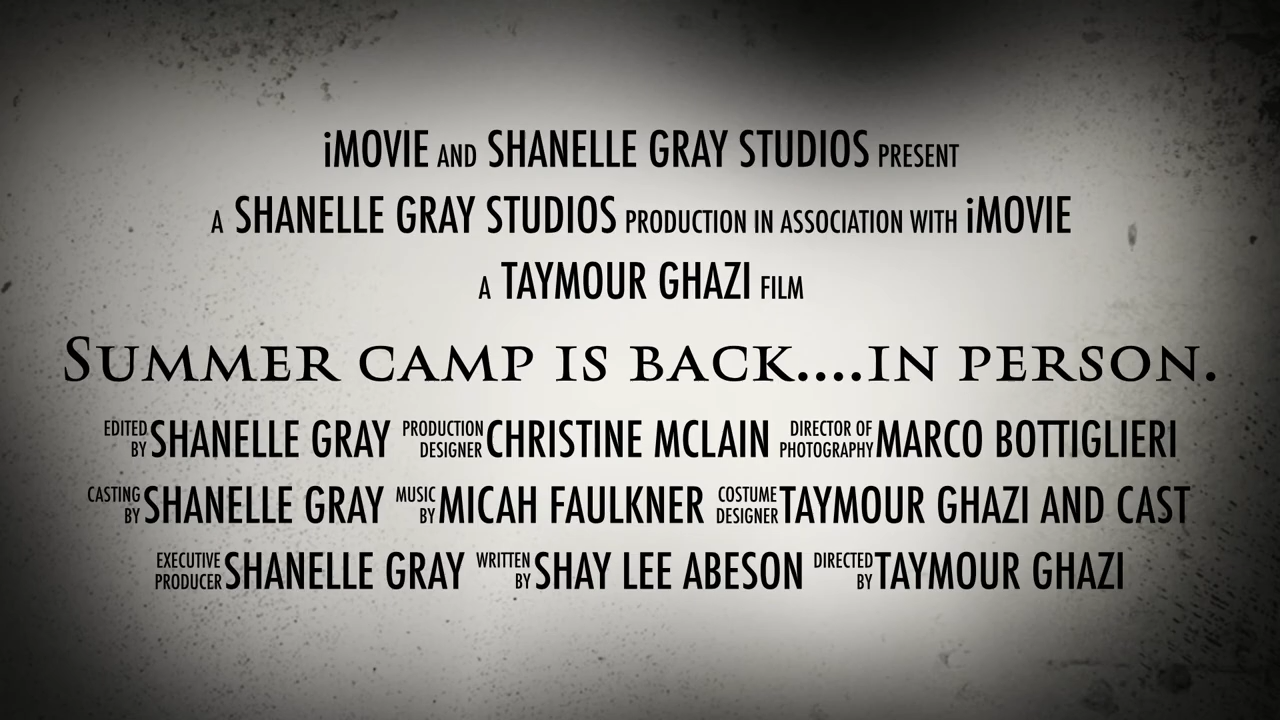 iMOVIE AND SHANELLE GRAY STUDIOS PRESENT
A SHANELLE GRAY STUDIOS PRODUCTION IN ASSOCIATION WITH iMOVIE
A TAYMOUR GHAZI FILM
SUMMER CAMP IS BACK....IN PERSON.
EDITED BY SHANELLE GRAY PRODUCTION DESIGNER CHRISTINE MCLAIN DIRECTOR OF PHOTOGRAPHY MARCO BOTTIGLIERI
CASTING BY SHANELLE GRAY MUSIC BY MICAH FAULKNER COSTUME DESIGNER TAYMOUR GHAZI AND CAST
EXECUTIVE PRODUCER SHANELLE GRAY WRITTEN BY SHAY LEE ABESON DIRECTED BY TAYMOUR GHAZI